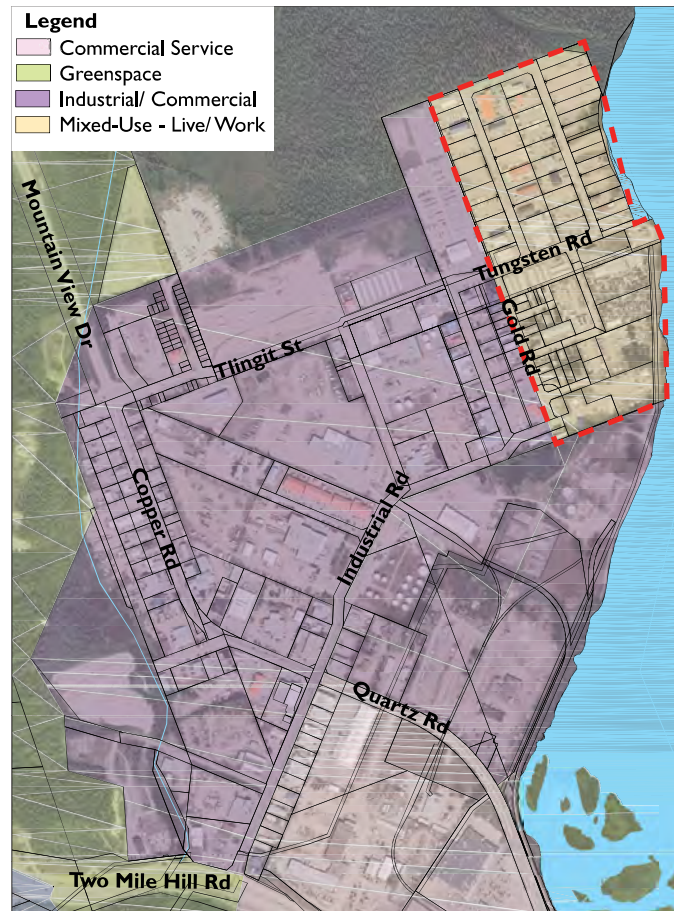 Legend
Commercial Service
Greenspace
Industrial/ Commercial
Mixed-Use - Live/ Work
Mountain View Dr
Tungsten Rd
Gold Rd
Tlingit St
Copper Rd
Industrial Rd
Quartz Rd
Two Mile Hill Rd